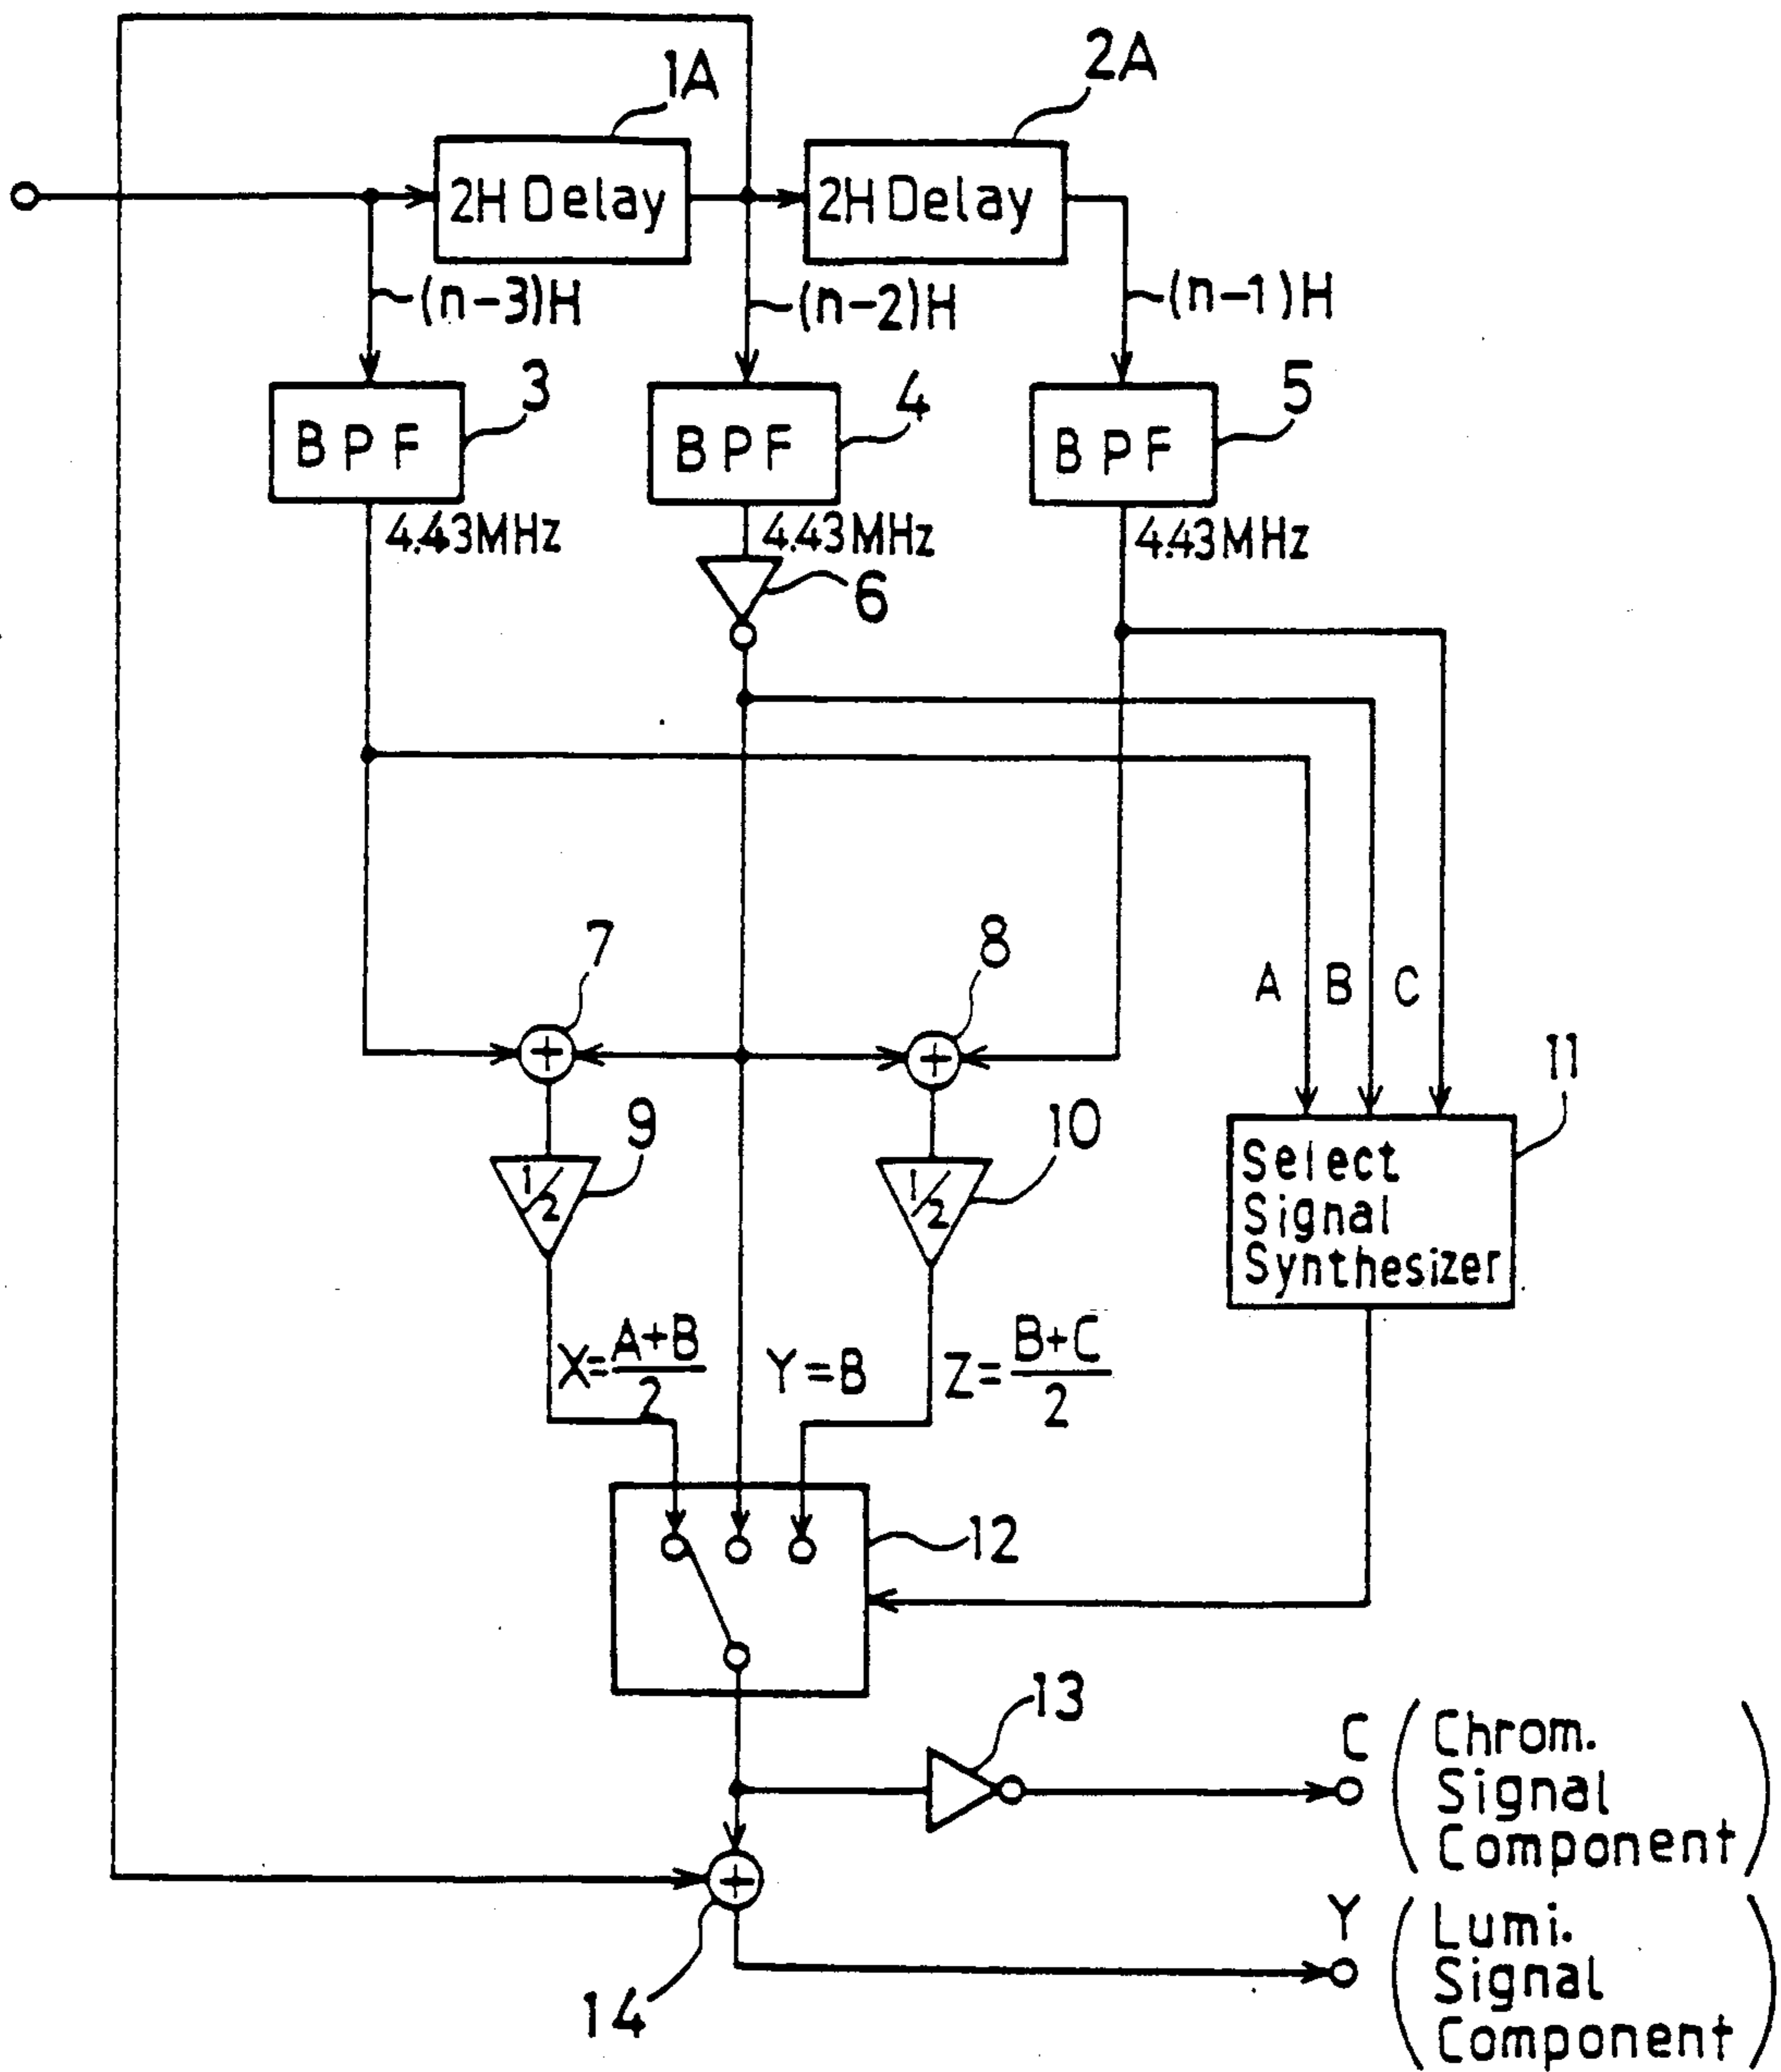 1A
2A
2H Delay
2H Delay
(n-3)H
(n-2)H
(n-1)H
3
4
5
BPF
BPF
BPF
4.43MHz
4.43MHz
4.43MHz
6
7
8
A
B
C
11
9
10
1/2
1/2
Select
Signal
Synthesizer
X=A+B/2
Y=B
Z=B+C/2
12
13
C (Chrom.
Signal
Component)
Y (Lumi.
Signal
Component)
14